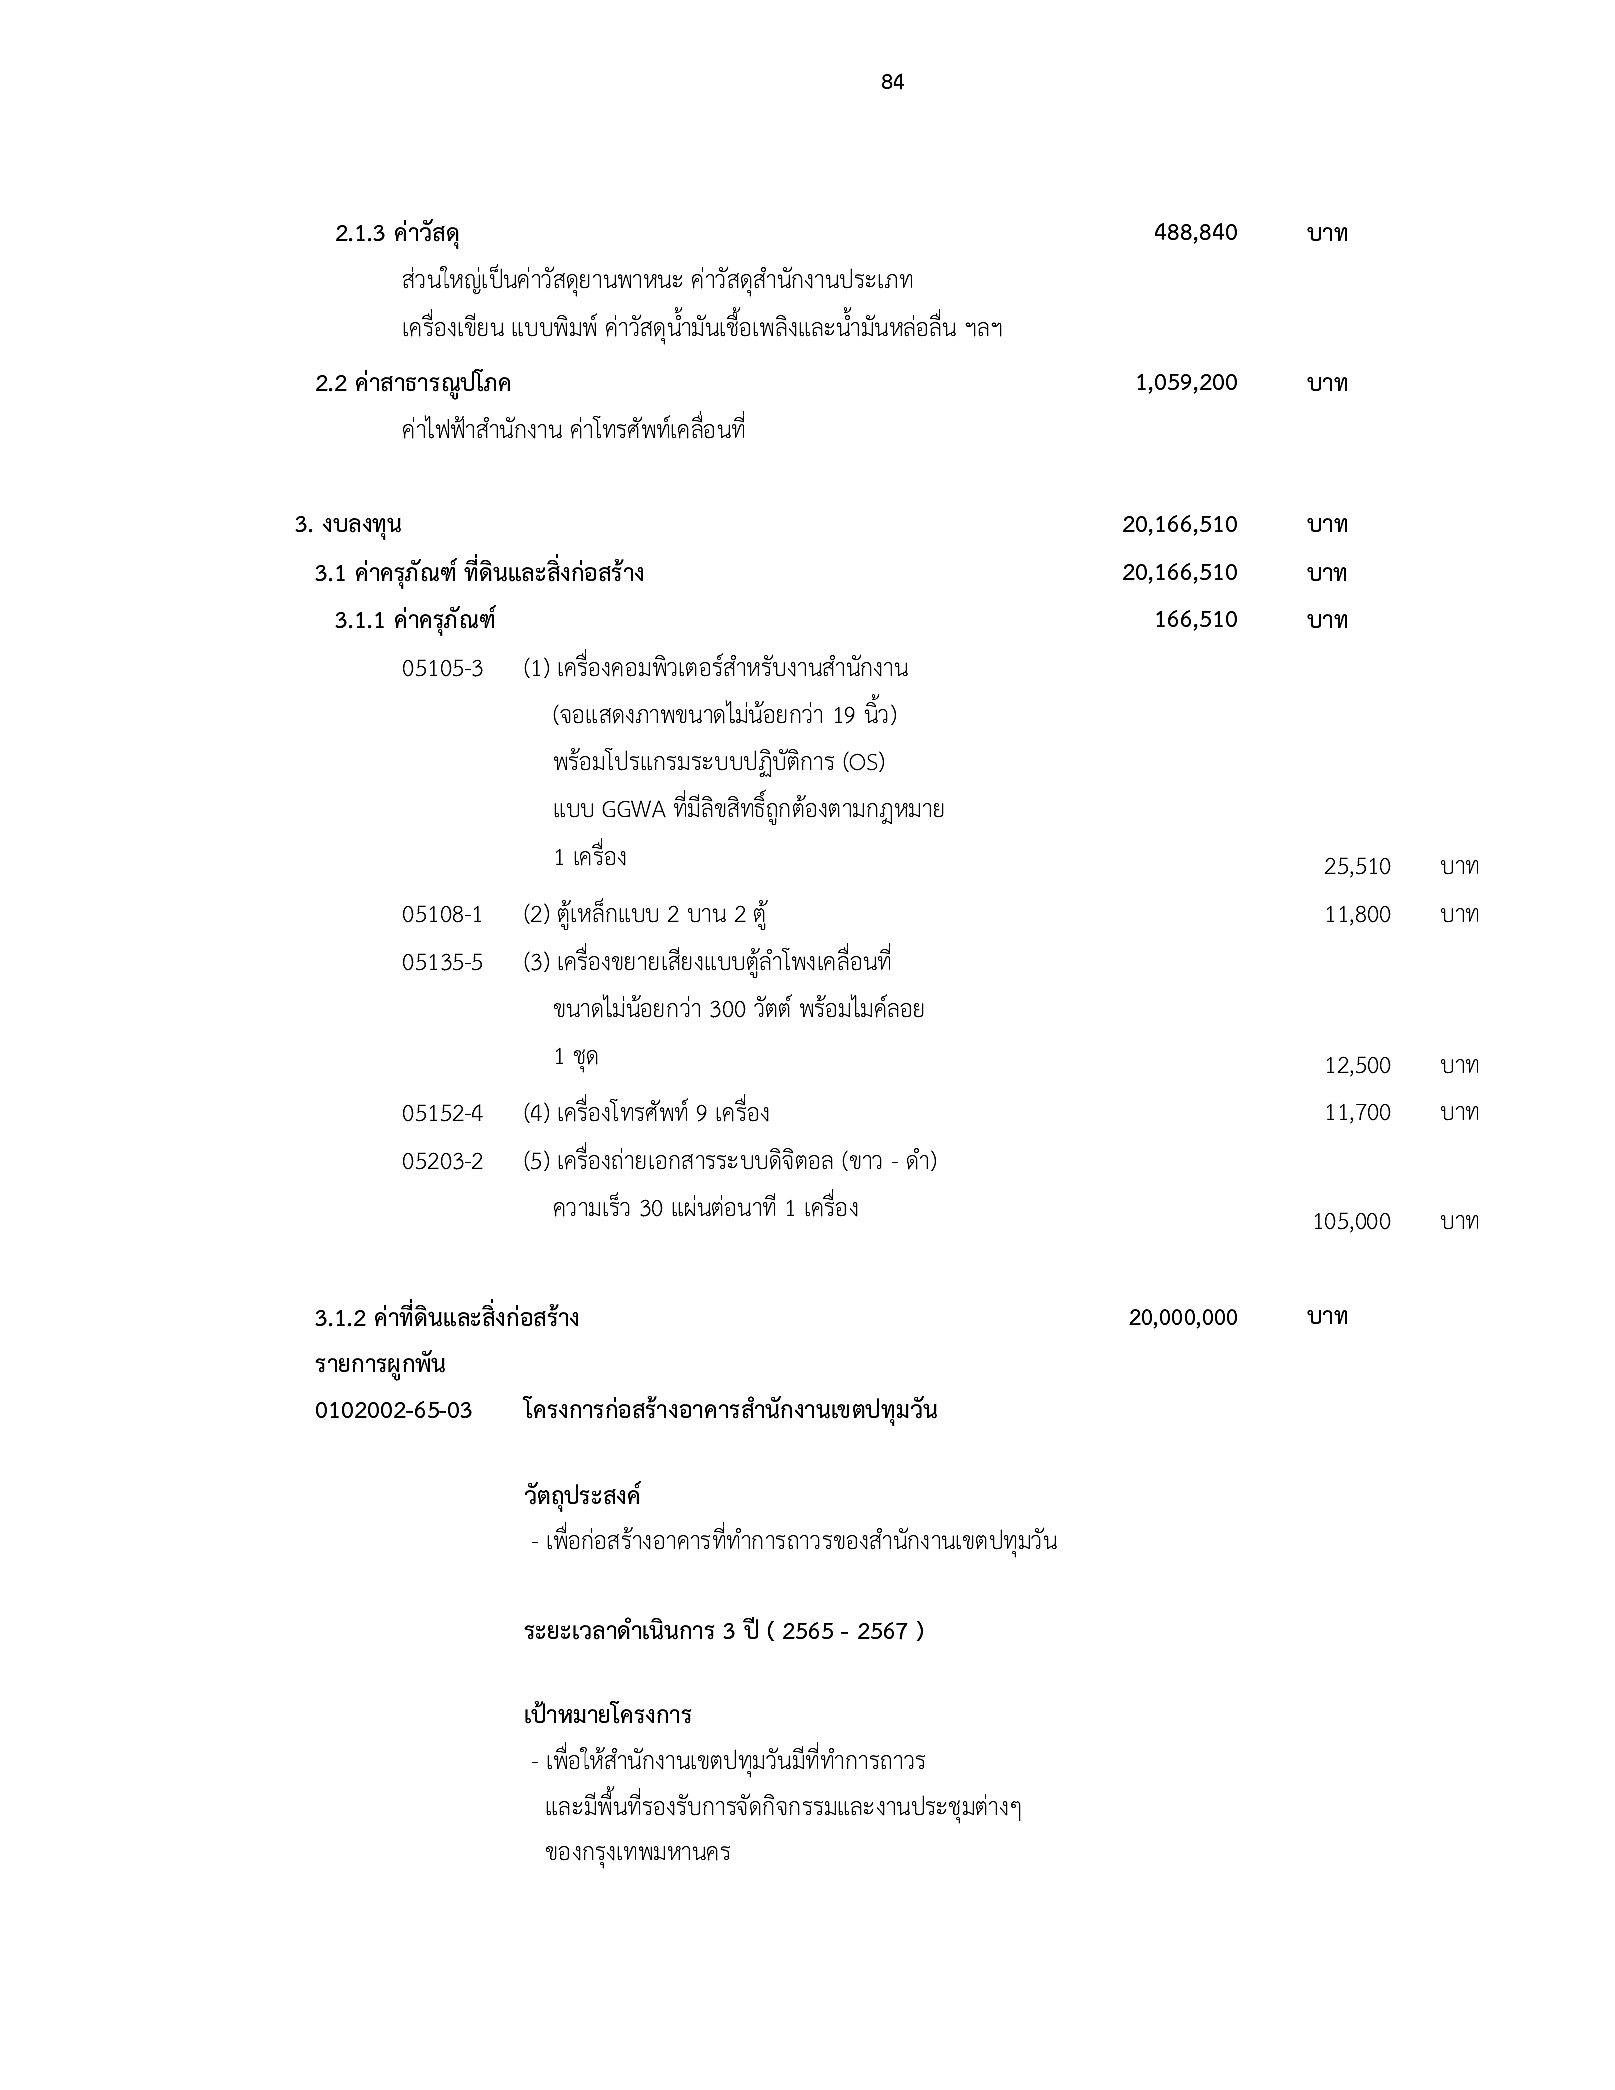 84
2.1.3 ค่าวัสดุ 488,840 บาท
ส่วนใหญ่เป็นค่าวัสดุยานพาหนะ ค่าวัสดุสำนักงานประเภท
เครื่องเขียน แบบพิมพ์ ค่าวัสดุน้ำมันเชื้อเพลิงและน้ำมันหล่อลื่น ฯลฯ
2.2 ค่าสาธารณูปโภค 1,059,200 บาท
ค่าไฟฟ้าสำนักงาน ค่าโทรศัพท์เคลื่อนที่
3. งบลงทุน 20,166,510 บาท
3.1 ค่าครุภัณฑ์ ที่ดินและสิ่งก่อสร้าง 20,166,510 บาท
3.1.1 ค่าครุภัณฑ์ 166,510 บาท
05105-3 (1) เครื่องคอมพิวเตอร์สำหรับงานสำนักงาน
(จอแสดงภาพขนาดไม่น้อยกว่า 19 นิ้ว)
พร้อมโปรแกรมระบบปฏิบัติการ (OS)
แบบ GGWA ที่มีลิขสิทธิ์ถูกต้องตามกฎหมาย
1 เครื่อง 25,510 บาท
05108-1 (2) ตู้เหล็กแบบ 2 บาน 2 ตู้ 11,800 บาท
05135-5 (3) เครื่องขยายเสียงแบบตู้ลำโพงเคลื่อนที่
ขนาดไม่น้อยกว่า 300 วัตต์ พร้อมไมค์ลอย
1 ชุด 12,500 บาท
05152-4 (4) เครื่องโทรศัพท์ 9 เครื่อง 11,700 บาท
05203-2 (5) เครื่องถ่ายเอกสารระบบดิจิตอล (ขาว - ดำ)
ความเร็ว 30 แผ่นต่อนาที 1 เครื่อง 105,000 บาท
3.1.2 ค่าที่ดินและสิ่งก่อสร้าง 20,000,000 บาท
รายการผูกพัน
0102002-65-03 โครงการก่อสร้างอาคารสำนักงานเขตปทุมวัน
วัตถุประสงค์
- เพื่อก่อสร้างอาคารที่ทำการถาวรของสำนักงานเขตปทุมวัน
ระยะเวลาดำเนินการ 3 ปี ( 2565 - 2567 )
เป้าหมายโครงการ
- เพื่อให้สำนักงานเขตปทุมวันมีที่ทำการถาวร
และมีพื้นที่รองรับการจัดกิจกรรมและงานประชุมต่างๆ
ของกรุงเทพมหานคร